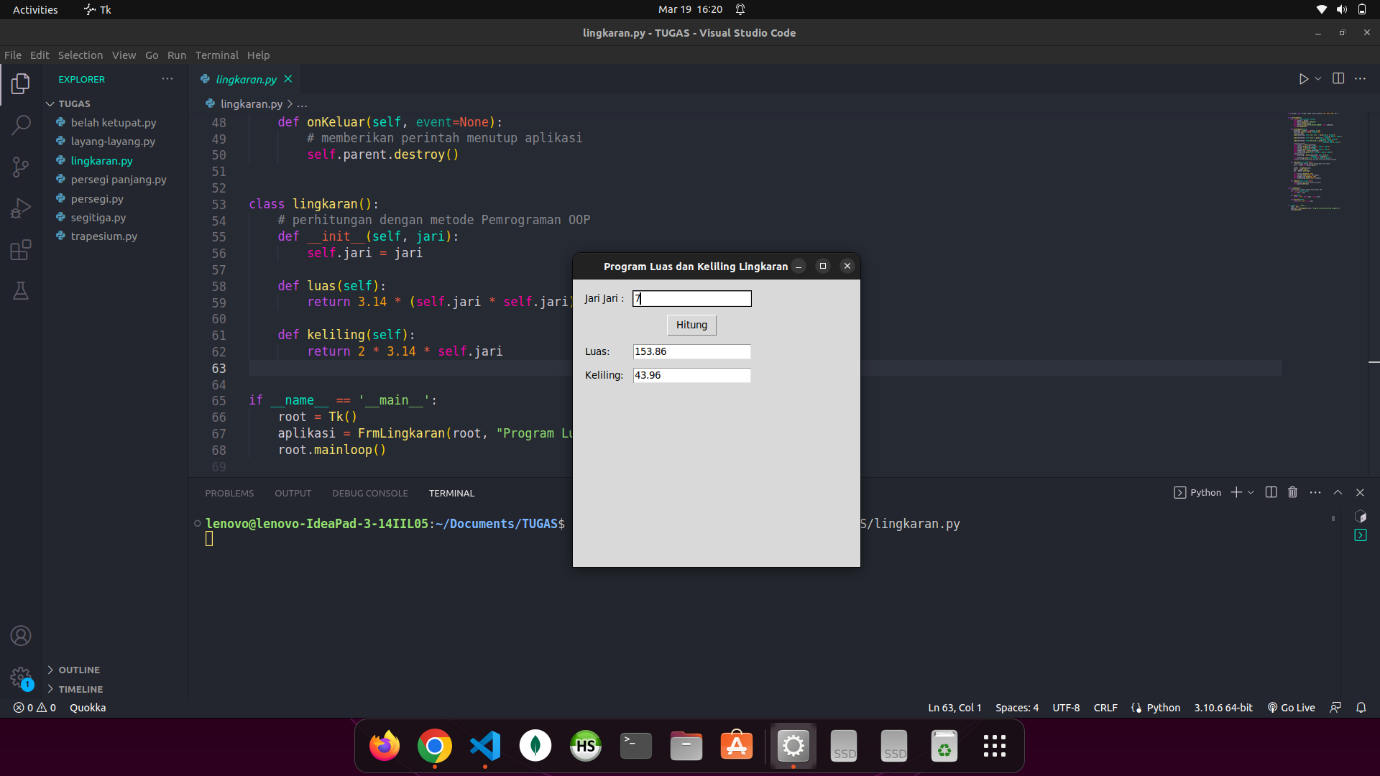 Activities Tk Mar 19 16:20
lingkaran.py - TUGAS - Visual Studio Code
File Edit Selection View Go Run Terminal Help
EXPLORER
TUGAS
belah ketupat.py
layang-layang.py
lingkaran.py
persegi panjang.py
persegi.py
segitiga.py
trapesium.py
OUTLINE
TIMELINE
lingkaran.py
lingkaran.py > ...
48 def onKeluar(self, event=None):
49 # memberikan perintah menutup aplikasi
50 self.parent.destroy()
51
52
53 class lingkaran():
54 # perhitungan dengan metode Pemrograman OOP
55 def __init__(self, jari):
56 self.jari = jari
57
58 def luas(self):
59 return 3.14 * (self.jari * self.jari)
60
61 def keliling(self):
62 return 2 * 3.14 * self.jari
63
64
65 if __name__ == '__main__':
66 root = Tk()
67 aplikasi = FrmLingkaran(root, "Program Lu
68 root.mainloop()
69
Program Luas dan Keliling Lingkaran
Jari Jari : 7
Hitung
Luas: 153.86
Keliling: 43.96
PROBLEMS OUTPUT DEBUG CONSOLE TERMINAL Python
lenovo@lenovo-IdeaPad-3-14IIL05:~/Documents/TUGAS$ S/lingkaran.py
1
0 0 Quokka Ln 63, Col 1 Spaces: 4 UTF-8 CRLF Python 3.10.6 64-bit Go Live
HS >_ SSD SSD